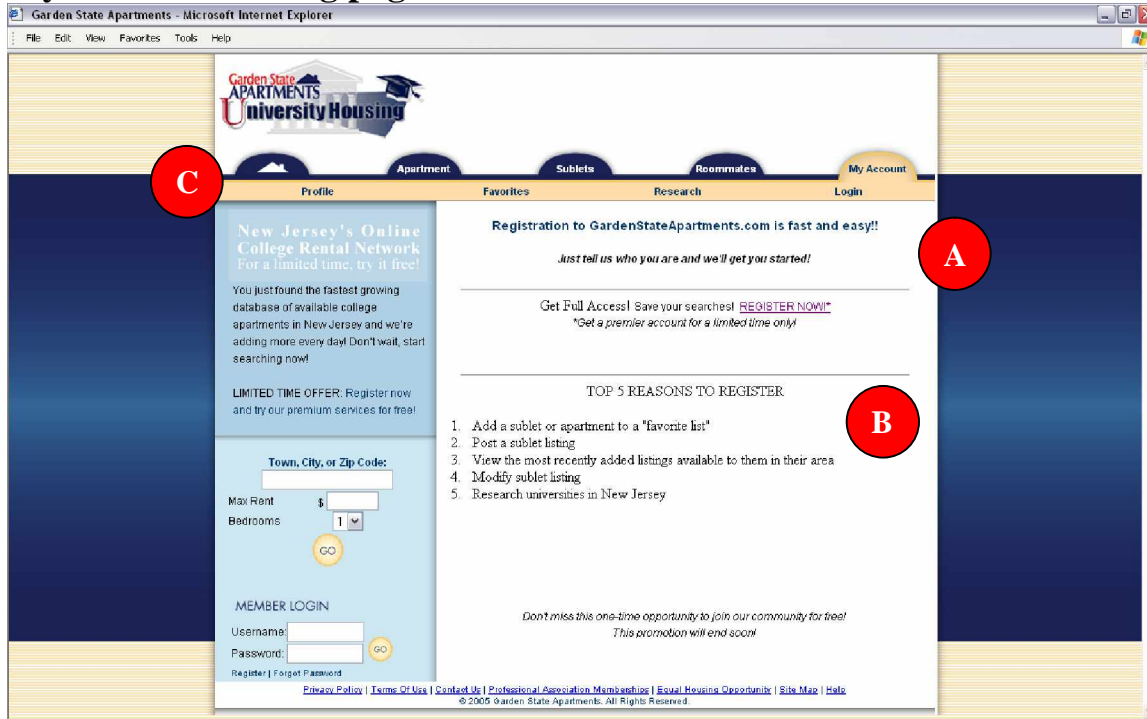 Garden State Apartments - Microsoft Internet Explorer
File Edit View Favorites Tools Help
Garden State
APARTMENTS
University Housing
Apartment Sublets Roommates My Account
C
Profile Favorites Research Login
New Jersey's Online
College Rental Network
For a limited time, try it free!
You just found the fastest growing
database of available college
apartments in New Jersey and we're
adding more every day! Don't wait, start
searching now!
LIMITED TIME OFFER: Register now
and try our premium services for free!
Town, City, or Zip Code:
Max Rent $
Bedrooms 1
GO
MEMBER LOGIN
Username:
Password: GO
Register | Forgot Password
Registration to GardenStateApartments.com is fast and easy!!
A
Just tell us who you are and we'll get you started!
Get Full Access! Save your searches! REGISTER NOW!*
*Get a premier account for a limited time only!
TOP 5 REASONS TO REGISTER
B
1. Add a sublet or apartment to a "favorite list"
2. Post a sublet listing
3. View the most recently added listings available to them in their area
4. Modify sublet listing
5. Research universities in New Jersey
Don't miss this one-time opportunity to join our community for free!
This promotion will end soon!
Privacy Policy | Terms Of Use | Contact Us | Professional Association Memberships | Equal Housing Opportunity | Site Map | Help
© 2005 Garden State Apartments. All Rights Reserved.